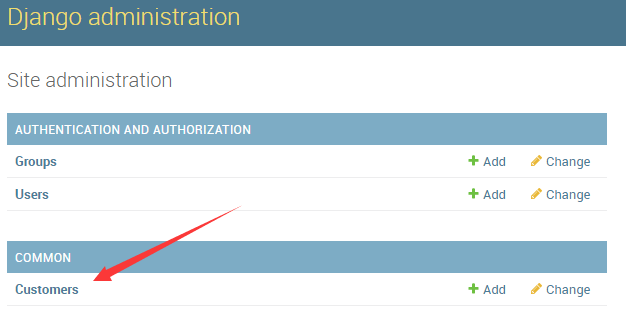 Django administration
Site administration
AUTHENTICATION AND AUTHORIZATION
Groups Add Change
Users Add Change
COMMON
Customers Add Change